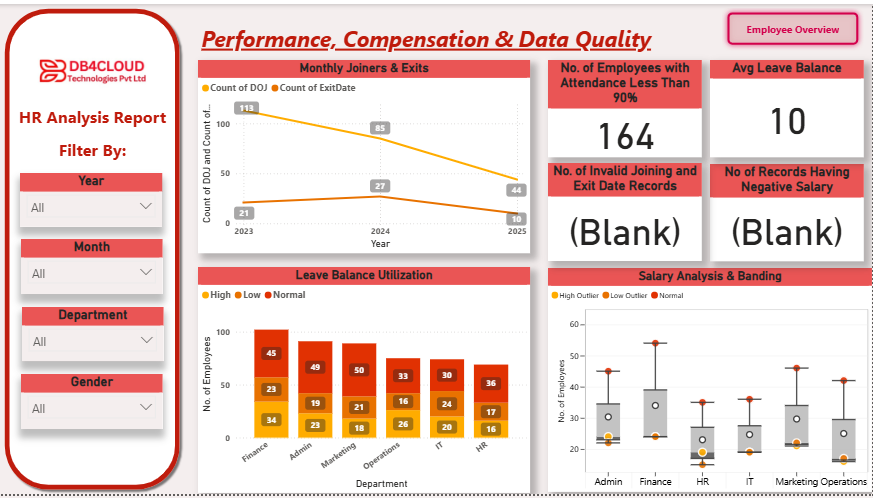 DB4CLOUD
Technologies Pvt Ltd
HR Analysis Report
Filter By:
Year
All
Month
All
Department
All
Gender
All
Performance, Compensation & Data Quality
Employee Overview
Monthly Joiners & Exits
Count of DOJ Count of ExitDate
Count of DOJ and Count of...
100
50
0
113
85
44
21
27
10
2023 2024 2025
Year
No. of Employees with
Attendance Less Than
90%
164
Avg Leave Balance
10
No. of Invalid Joining and
Exit Date Records
(Blank)
No of Records Having
Negative Salary
(Blank)
Leave Balance Utilization
High Low Normal
No. of Employees
100
50
0
45 49 50 33 30 36
23 19 21 16 24 17
34 23 18 26 20 16
Finance Admin Marketing Operations IT HR
Department
Salary Analysis & Banding
High Outlier Low Outlier Normal
No. of Employees
60
50
40
30
20
Admin Finance HR IT Marketing Operations